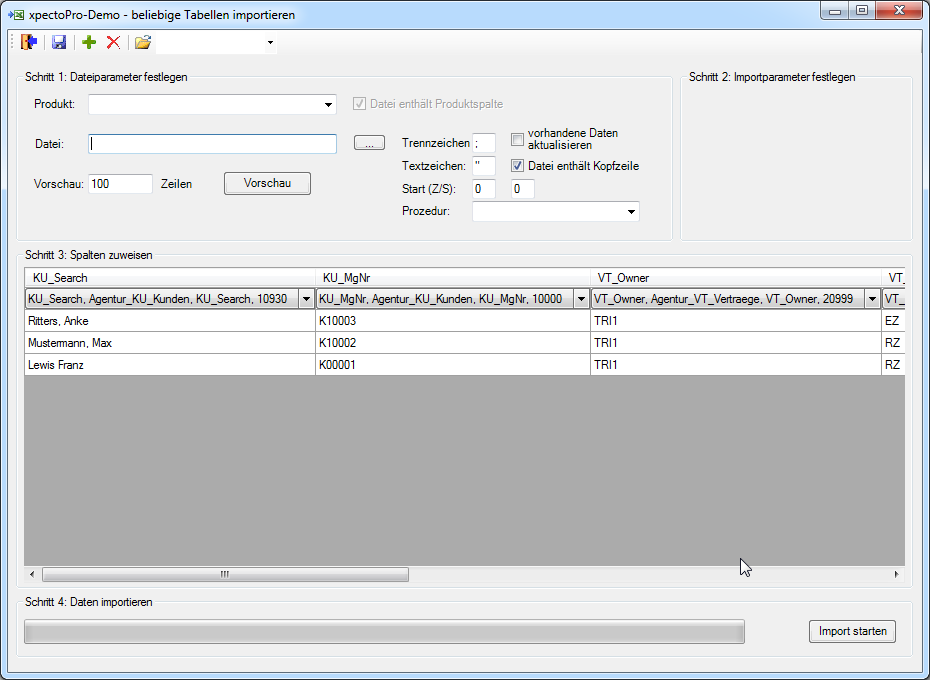 xpectoPro-Demo - beliebige Tabellen importieren
Schritt 1: Dateiparameter festlegen
Schritt 2: Importparameter festlegen
Produkt:
Datei enthält Produktspalte
Datei:
...
Trennzeichen
;
vorhandene Daten
aktualisieren
Textzeichen:
"
Datei enthält Kopfzeile
Vorschau:
100
Zeilen
Vorschau
Start (Z/S):
0
0
Prozedur:
Schritt 3: Spalten zuweisen
KU_Search KU_MgNr VT_Owner VT_
KU_Search, Agentur_KU_Kunden, KU_Search, 10930 KU_MgNr, Agentur_KU_Kunden, KU_MgNr, 10000 VT_Owner, Agentur_VT_Vertraege, VT_Owner, 20999 VT_
Ritters, Anke K10003 TRI1 EZ
Mustermann, Max K10002 TRI1 RZ
Lewis Franz K00001 TRI1 RZ
Schritt 4: Daten importieren
Import starten